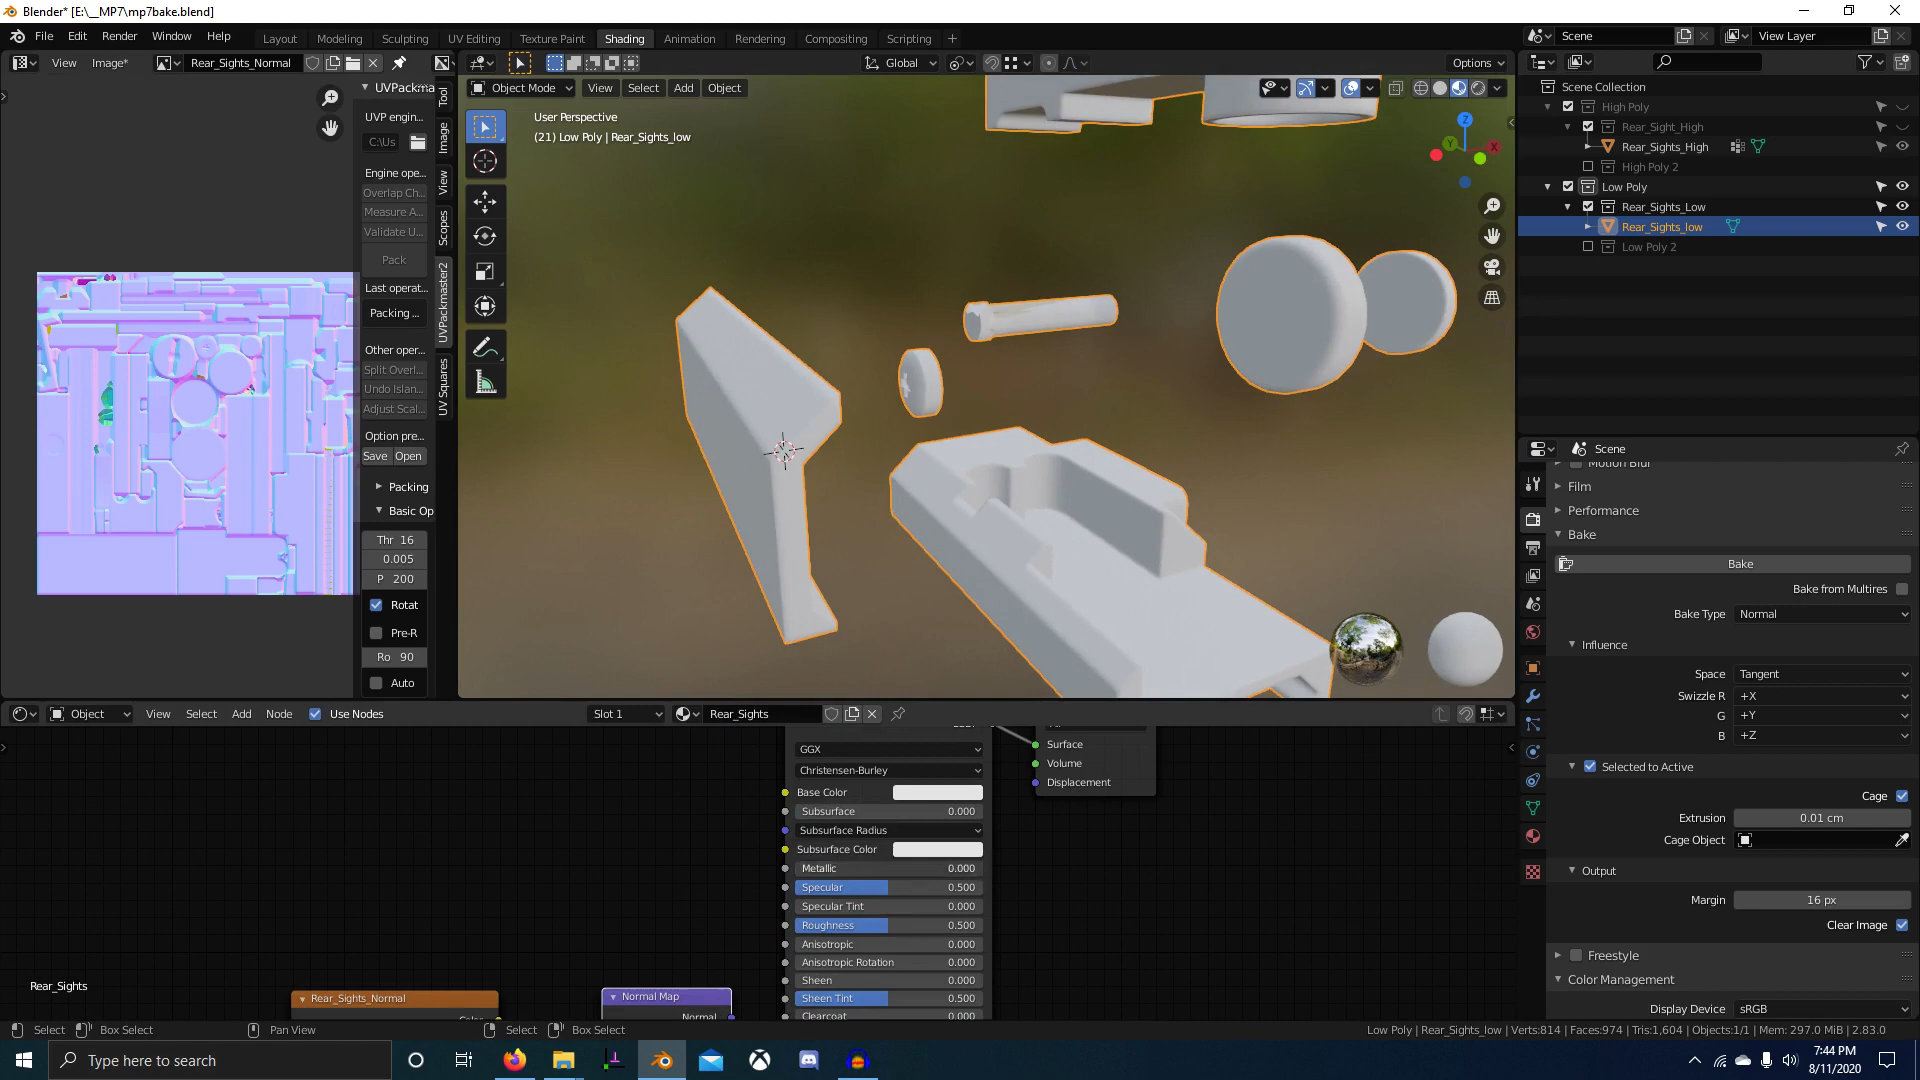 Blender* [E:\__MP7\mp7bake.blend]
File Edit Render Window Help
Layout Modeling Sculpting UV Editing Texture Paint Shading Animation Rendering Compositing Scripting +
Scene
View Layer
View Image* Rear_Sights_Normal
Global
Options
Object Mode View Select Add Object
User Perspective
(21) Low Poly | Rear_Sights_low
UVPackma
UVP engin...
C:\Us
Engine ope...
Overlap Ch...
Measure A...
Validate U...
Pack
Last operat...
Packing ...
Other oper...
Split Overl...
Undo Islan...
Adjust Scal...
Option pre...
Save Open
Packing
Basic Op
Thr 16
0.005
P 200
Rotat
Pre-R
Ro 90
Auto
Tool
Image
View
Scopes
UVPackmaster2
UV Squares
Z
Y
X
Scene Collection
High Poly
Rear_Sight_High
Rear_Sights_High
High Poly 2
Low Poly
Rear_Sights_Low
Rear_Sights_low
Low Poly 2
Scene
Motion Blur
Film
Performance
Bake
Bake
Bake from Multires
Bake Type Normal
Influence
Space Tangent
Swizzle R +X
G +Y
B +Z
Selected to Active
Cage
Extrusion 0.01 cm
Cage Object
Output
Margin 16 px
Clear Image
Freestyle
Color Management
Display Device sRGB
Object View Select Add Node Use Nodes Slot 1 Rear_Sights
GGX
Christensen-Burley
Base Color
Subsurface 0.000
Subsurface Radius
Subsurface Color
Metallic 0.000
Specular 0.500
Specular Tint 0.000
Roughness 0.500
Anisotropic 0.000
Anisotropic Rotation 0.000
Sheen 0.000
Sheen Tint 0.500
Clearcoat 0.000
Surface
Volume
Displacement
Rear_Sights
Rear_Sights_Normal
Color
Normal Map
Normal
Select Box Select Pan View Select Box Select
Low Poly | Rear_Sights_low | Verts:814 | Faces:974 | Tris:1,604 | Objects:1/1 | Mem: 297.0 MiB | 2.83.0
Type here to search
7:44 PM
8/11/2020